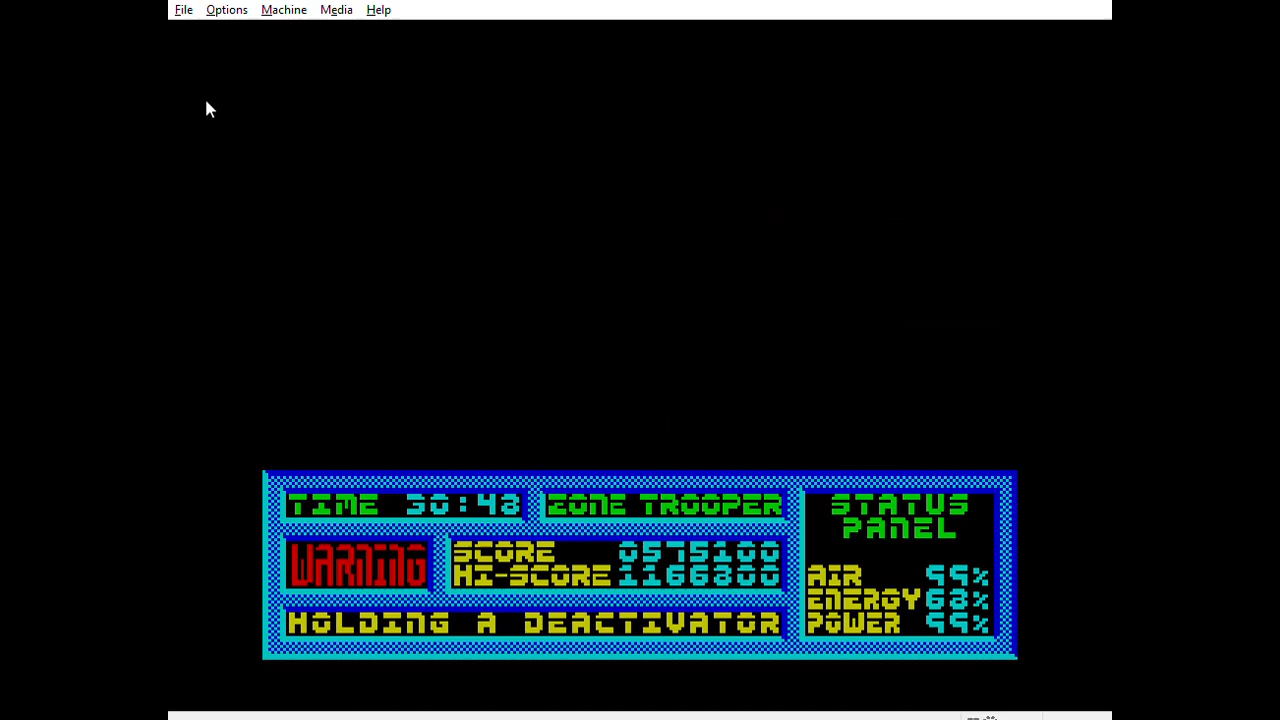 File Options Machine Media Help
TIME 30:48 ZONE TROOPER
STATUS
PANEL
WARNING
SCORE 0575100
HI-SCORE 1166800
AIR 99%
ENERGY 68%
POWER 99%
HOLDING A DEACTIVATOR